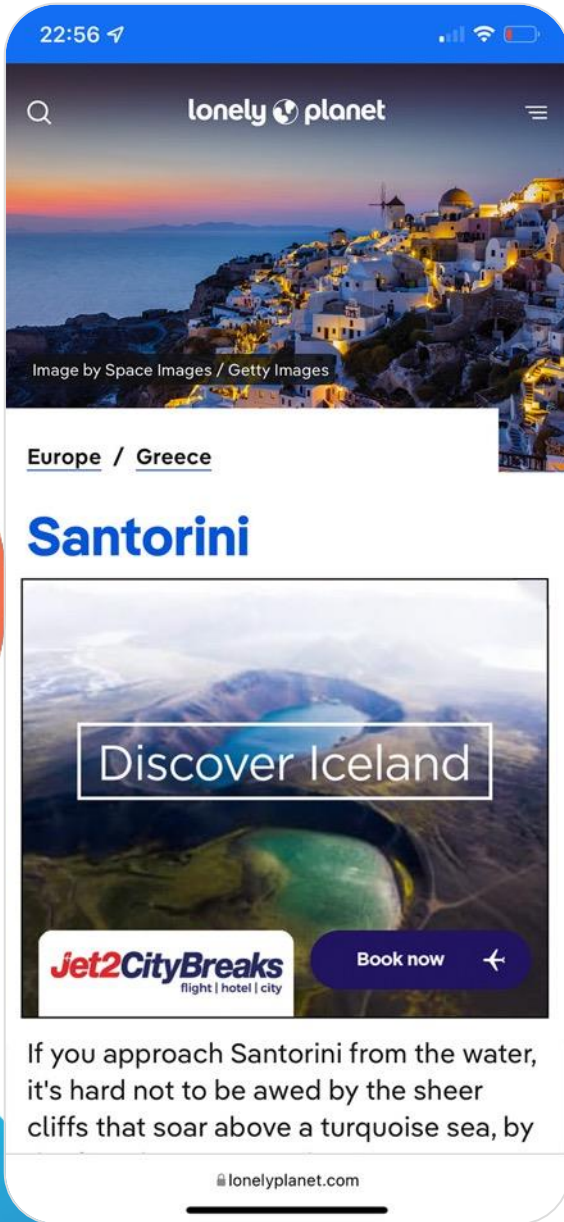 22:56
lonely planet
Image by Space Images / Getty Images
Europe / Greece
Santorini
Discover Iceland
Jet2CityBreaks
flight | hotel | city
Book now
If you approach Santorini from the water,
it's hard not to be awed by the sheer
cliffs that soar above a turquoise sea, by
lonelyplanet.com